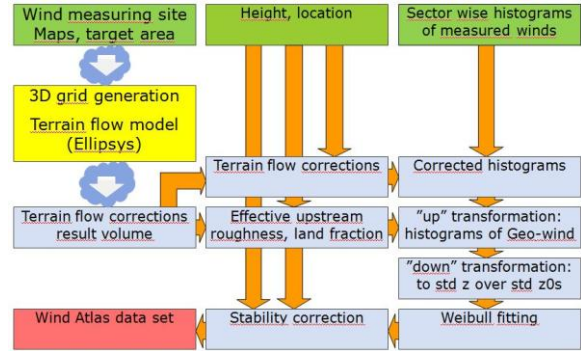 Wind measuring site
Maps, target area
Height, location
Sector wise histograms
of measured winds
3D grid generation
Terrain flow model
(Ellipsys)
Terrain flow corrections
Corrected histograms
Terrain flow corrections
result volume
Effective upstream
roughness, land fraction
”up” transformation:
histograms of Geo-wind
”down” transformation:
to std z over std z0s
Wind Atlas data set
Stability correction
Weibull fitting